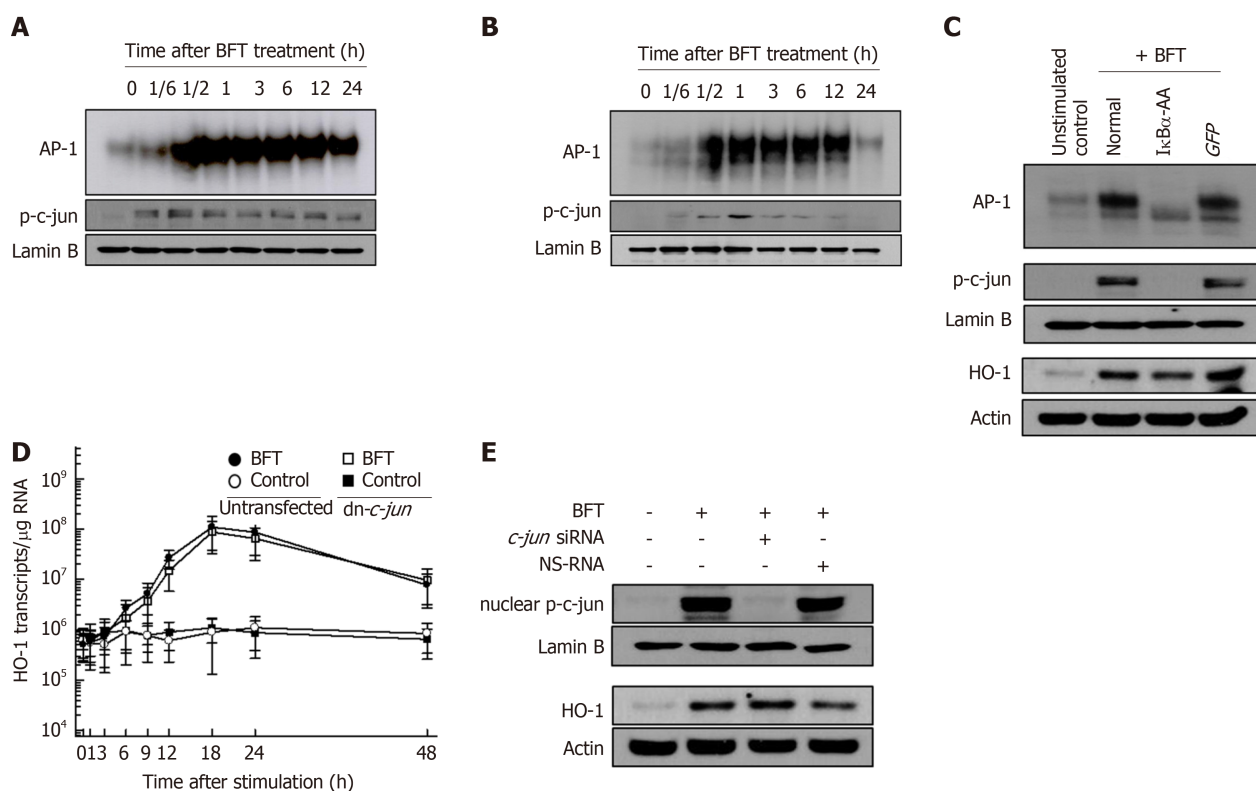 A
Time after BFT treatment (h)
0 1/6 1/2 1 3 6 12 24
AP-1
p-c-jun
Lamin B
B
Time after BFT treatment (h)
0 1/6 1/2 1 3 6 12 24
AP-1
p-c-jun
Lamin B
C
+ BFT
Unstimulated
control
Normal
IκBα-AA
GFP
AP-1
p-c-jun
Lamin B
HO-1
Actin
D
HO-1 transcripts/μg RNA
10⁹
10⁸
10⁷
10⁶
10⁵
10⁴
BFT BFT
Control Control
Untransfected dn-c-jun
0 1 3 6 9 12 18 24 48
Time after stimulation (h)
E
BFT - + + +
c-jun siRNA - - + -
NS-RNA - - - +
nuclear p-c-jun
Lamin B
HO-1
Actin